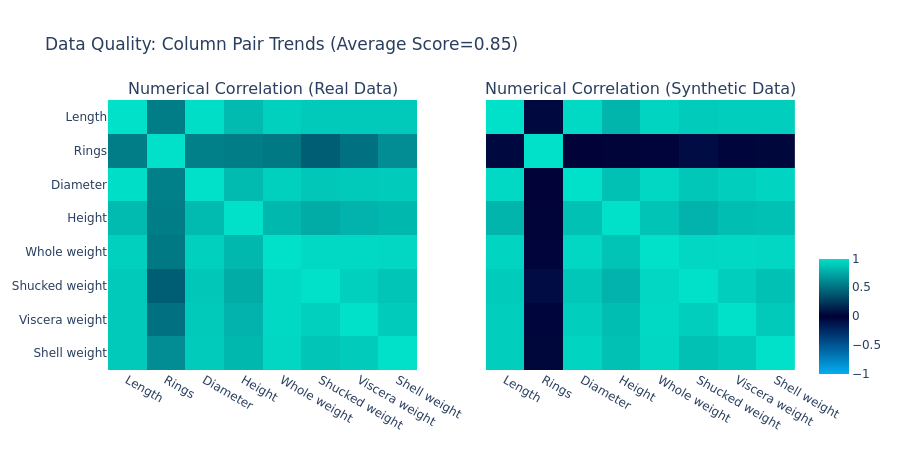 Data Quality: Column Pair Trends (Average Score=0.85)
Numerical Correlation (Real Data)
Numerical Correlation (Synthetic Data)
Length
Rings
Diameter
Height
Whole weight
Shucked weight
Viscera weight
Shell weight
Length
Rings
Diameter
Height
Whole weight
Shucked weight
Viscera weight
Shell weight
Length
Rings
Diameter
Height
Whole weight
Shucked weight
Viscera weight
Shell weight
1
0.5
0
−0.5
−1